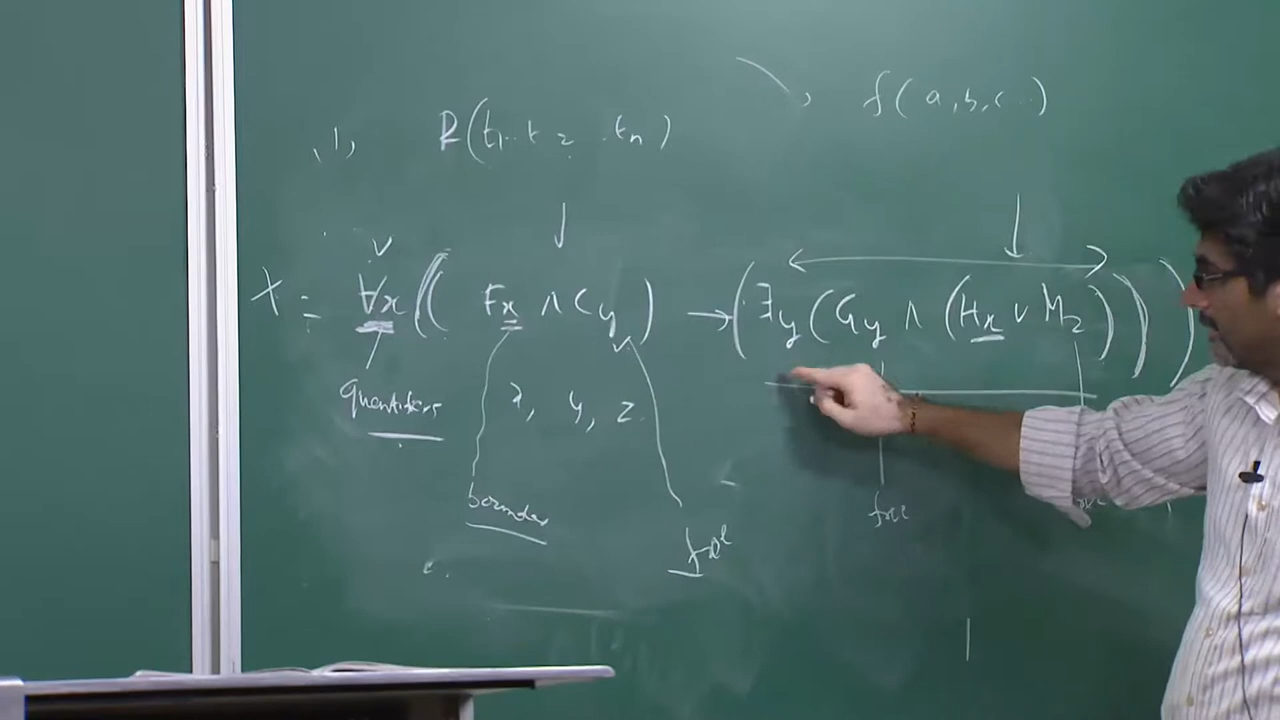 f(a, b, c ...)
R(t₁ .. t₂ .. tₙ)
X = ∀x((Fx ∧ Cy) → (∃y(Gy ∧ (Hx ∨ Mz))))
Quantifiers
x, y, z
bounded
free
free